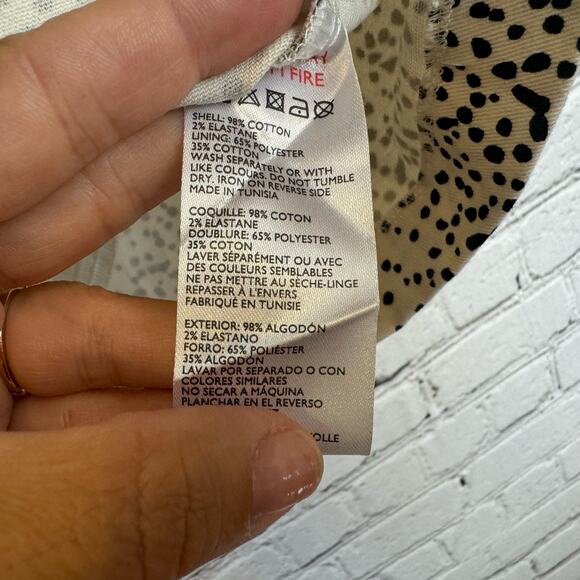 FIRE
SHELL: 98% COTTON
2% ELASTANE
LINING: 65% POLYESTER
35% COTTON
WASH SEPARATELY OR WITH
LIKE COLOURS. DO NOT TUMBLE
DRY. IRON ON REVERSE SIDE
MADE IN TUNISIA
COQUILLE: 98% COTON
2% ELASTANE
DOUBLURE: 65% POLYESTER
35% COTON
LAVER SÉPARÉMENT OU AVEC
DES COULEURS SEMBLABLES
NE PAS METTRE AU SÈCHE-LINGE
REPASSER À L'ENVERS
FABRIQUÉ EN TUNISIE
EXTERIOR: 98% ALGODÓN
2% ELASTANO
FORRO: 65% POLIÉSTER
35% ALGODÓN
LAVAR POR SEPARADO O CON
COLORES SIMILARES
NO SECAR A MÁQUINA
PLANCHAR EN EL REVERSO